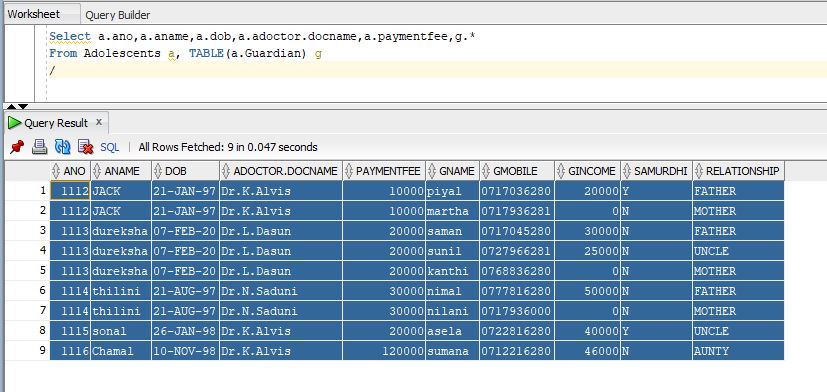 Worksheet Query Builder
Select a.ano,a.aname,a.dob,a.adoctor.docname,a.paymentfee,g.*
From Adolescents a, TABLE(a.Guardian) g
/
Query Result x
SQL | All Rows Fetched: 9 in 0.047 seconds
ANO ANAME DOB ADOCTOR.DOCNAME PAYMENTFEE GNAME GMOBILE GINCOME SAMURDHI RELATIONSHIP
1 1112 JACK 21-JAN-97 Dr.K.Alvis 10000 piyal 0717036280 20000 Y FATHER
2 1112 JACK 21-JAN-97 Dr.K.Alvis 10000 martha 0717936281 0 N MOTHER
3 1113 dureksha 07-FEB-20 Dr.L.Dasun 20000 saman 0717045280 30000 N FATHER
4 1113 dureksha 07-FEB-20 Dr.L.Dasun 20000 sunil 0727966281 25000 N UNCLE
5 1113 dureksha 07-FEB-20 Dr.L.Dasun 20000 kanthi 0768836280 0 N MOTHER
6 1114 thilini 21-AUG-97 Dr.N.Saduni 30000 nimal 0777816280 50000 N FATHER
7 1114 thilini 21-AUG-97 Dr.N.Saduni 30000 nilani 0717936000 0 N MOTHER
8 1115 sonal 26-JAN-98 Dr.K.Alvis 20000 asela 0722816280 40000 Y UNCLE
9 1116 Chamal 10-NOV-98 Dr.K.Alvis 120000 sumana 0712216280 46000 N AUNTY